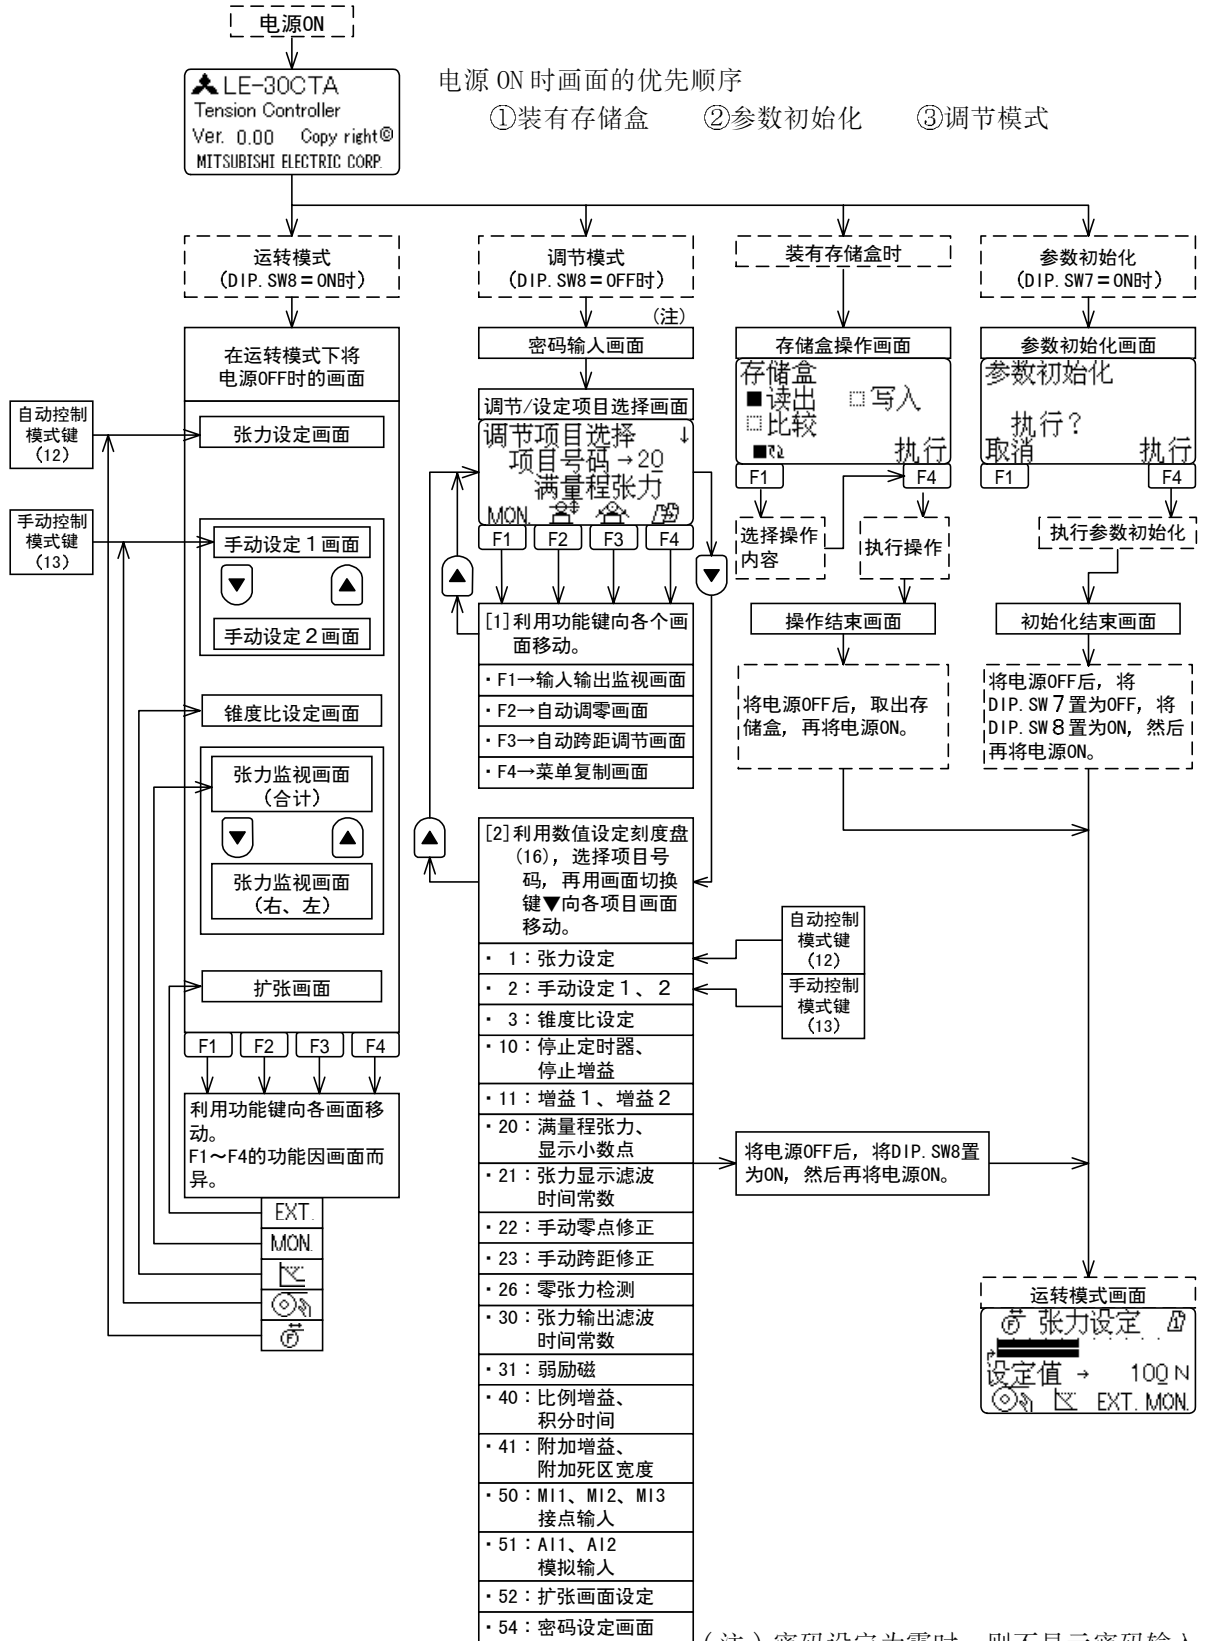 电源ON
LE-30CTA
Tension Controller
Ver. 0.00 Copy right©
MITSUBISHI ELECTRIC CORP.
电源 ON 时画面的优先顺序
①装有存储盒 ②参数初始化 ③调节模式
运转模式
(DIP. SW8=ON时)
在运转模式下将
电源OFF时的画面
自动控制
模式键
(12)
张力设定画面
手动控制
模式键
(13)
手动设定1画面
▼ ▲
手动设定2画面
锥度比设定画面
张力监视画面
(合计)
▼ ▲
张力监视画面
(右、左)
扩张画面
F1 F2 F3 F4
利用功能键向各画面移
动。
F1～F4的功能因画面而
异。
EXT.
MON.
F
调节模式
(DIP. SW8=OFF时)
(注)
密码输入画面
调节/设定项目选择画面
调节项目选择 ↓
项目号码→20
满量程张力
MON.
F1 F2 F3 F4
▲ ▼
[1]利用功能键向各个画
面移动。
・F1→输入输出监视画面
・F2→自动调零画面
・F3→自动跨距调节画面
・F4→菜单复制画面
▲
[2]利用数值设定刻度盘
(16)，选择项目号
码，再用画面切换
键▼向各项目画面
移动。
・ 1：张力设定
・ 2：手动设定1、2
・ 3：锥度比设定
・10：停止定时器、
停止增益
・11：增益1、增益2
・20：满量程张力、
显示小数点
・21：张力显示滤波
时间常数
・22：手动零点修正
・23：手动跨距修正
・26：零张力检测
・30：张力输出滤波
时间常数
・31：弱励磁
・40：比例增益、
积分时间
・41：附加增益、
附加死区宽度
・50：MI1、MI2、MI3
接点输入
・51：AI1、AI2
模拟输入
・52：扩张画面设定
・54：密码设定画面
自动控制
模式键
(12)
手动控制
模式键
(13)
将电源OFF后，将DIP. SW8置
为ON，然后再将电源ON。
装有存储盒时
存储盒操作画面
存储盒
■读出 □写入
□比较
执行
F1 F4
选择操作
内容
执行操作
操作结束画面
将电源OFF后，取出存
储盒，再将电源ON。
参数初始化
(DIP. SW7=ON时)
参数初始化画面
参数初始化
执行?
取消 执行
F1 F4
执行参数初始化
初始化结束画面
将电源OFF后，将
DIP. SW 7置为OFF，将
DIP. SW 8置为ON，然后
再将电源ON。
运转模式画面
F 张力设定
设定值 → 100 N
EXT. MON.
(注)密码设定为零时，则不显示密码输入